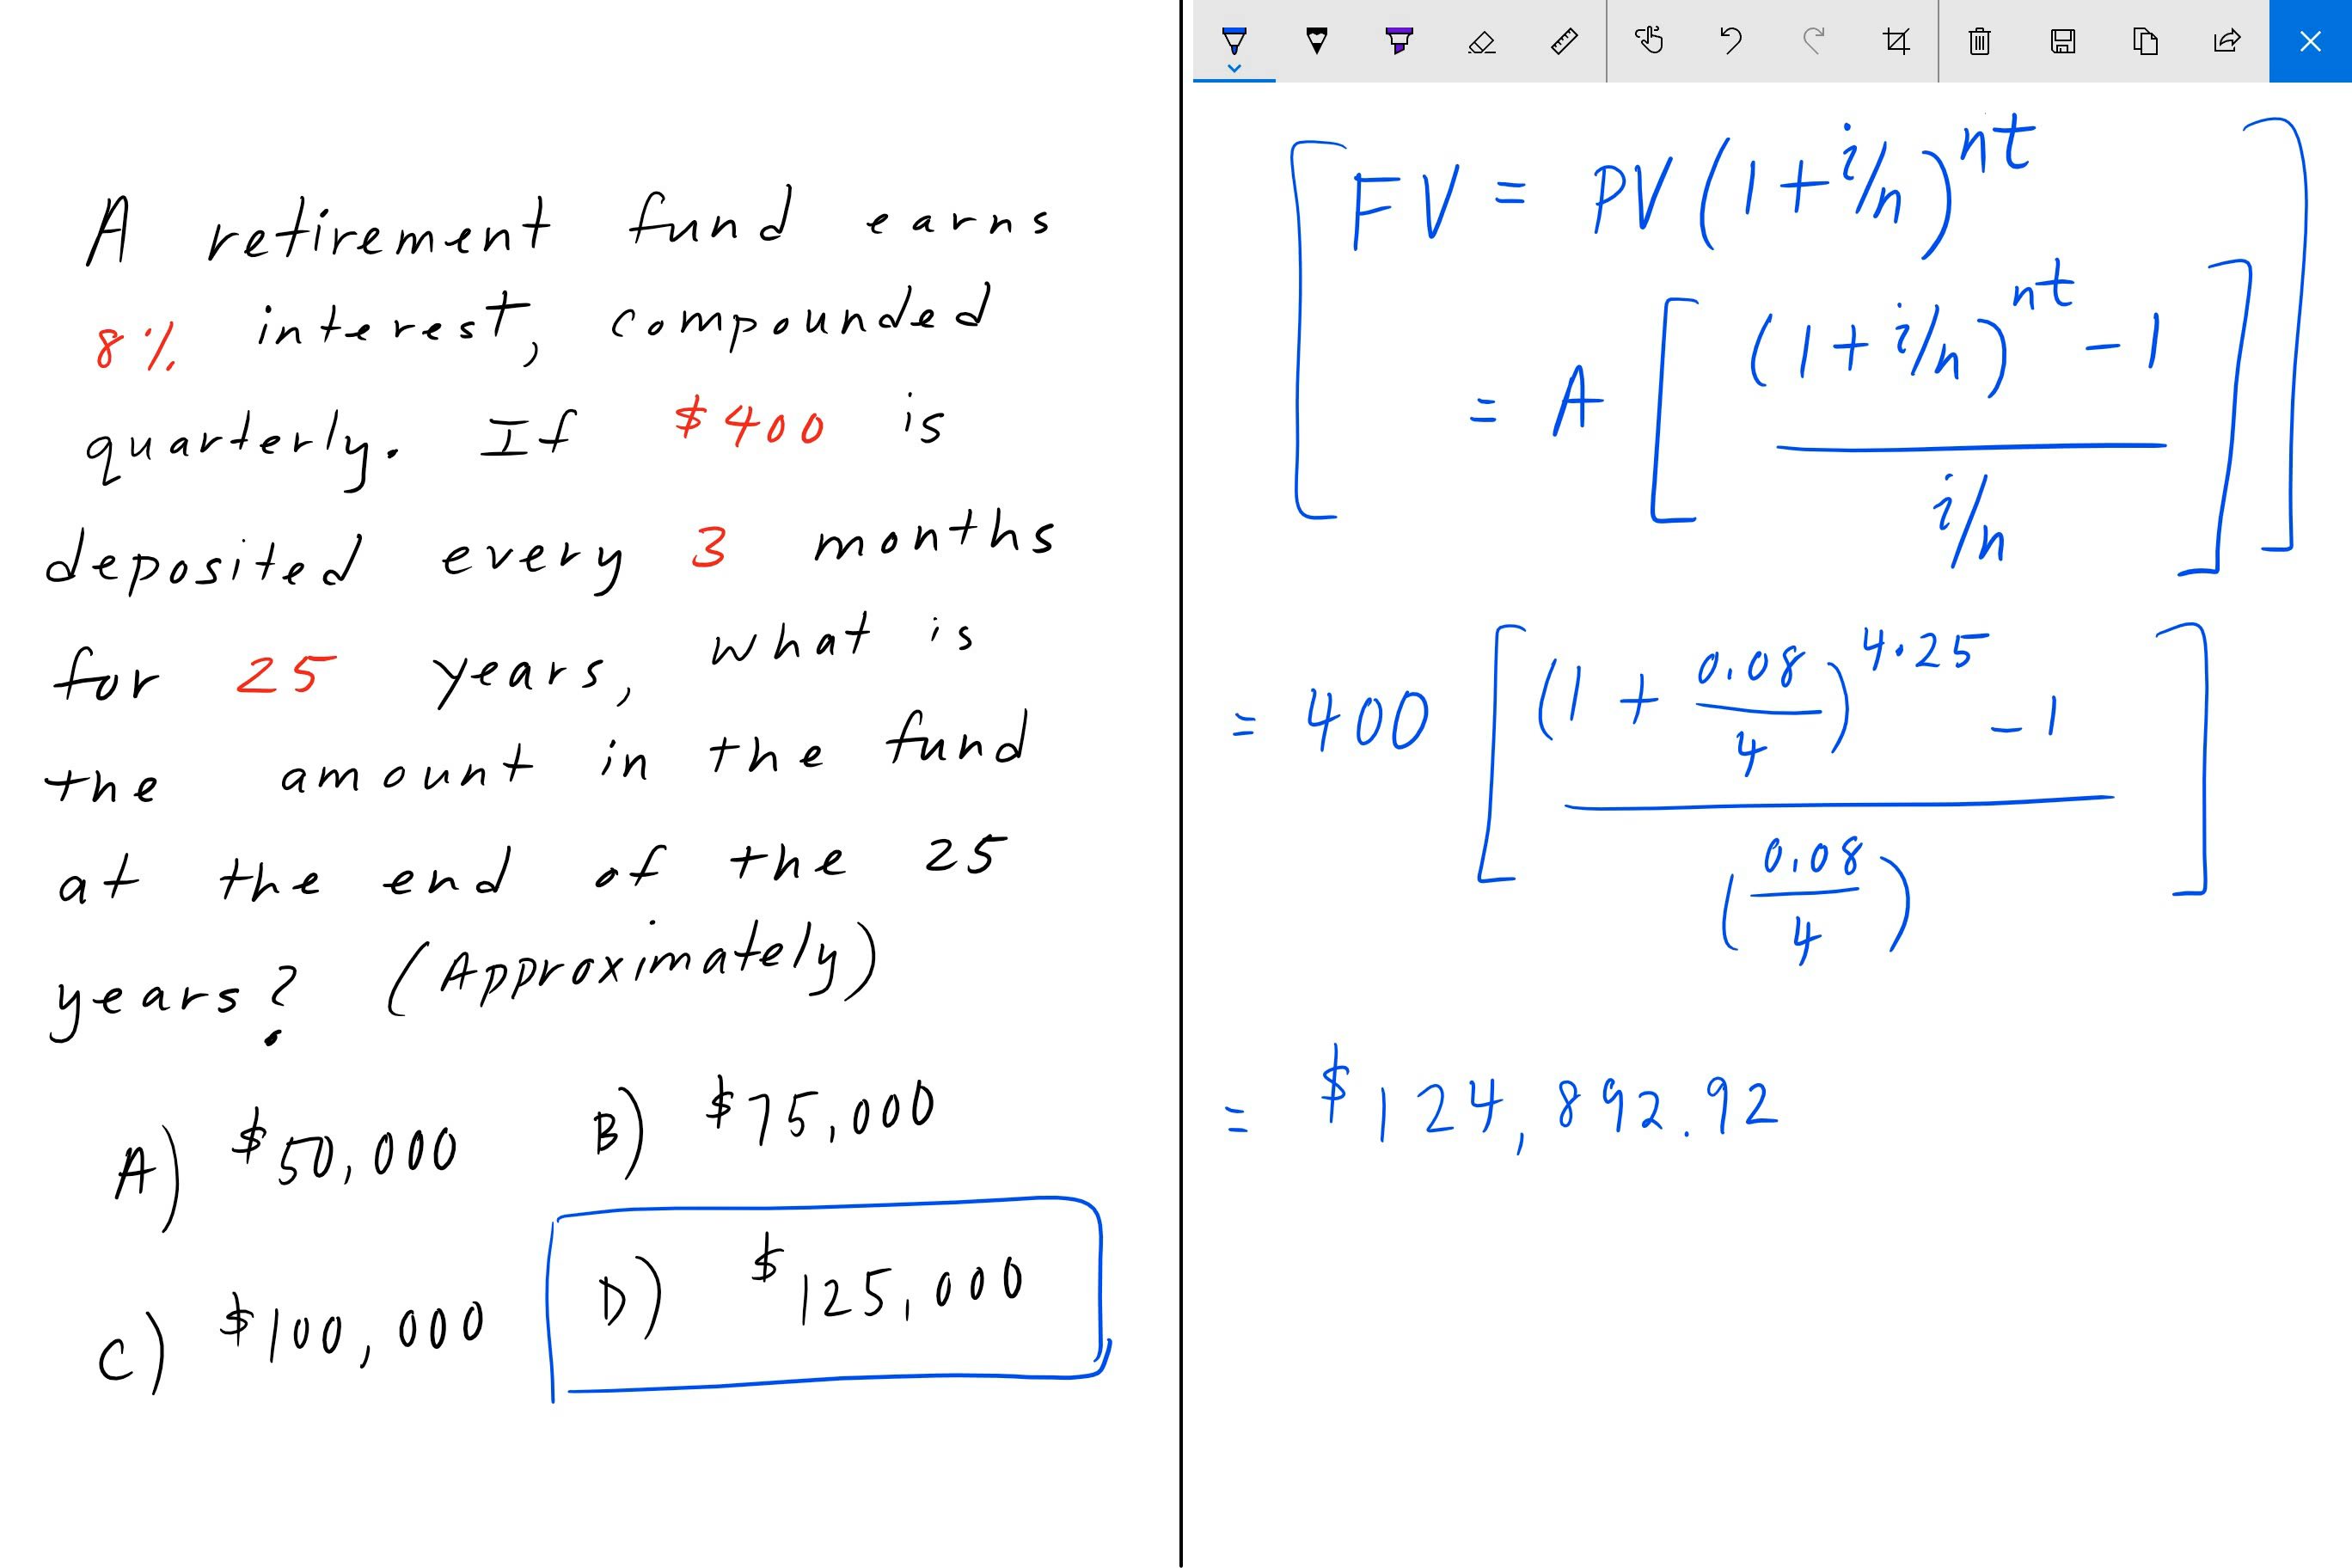 A retirement fund earns
8% interest, compounded
quarterly. If $400 is
deposited every 3 months
for 25 years, what is
the amount in the fund
at the end of the 25
years? (Approximately)
A) $50,000 B) $75,000
C) $100,000 D) $125,000
[FV = PV(1+i/n)^nt
= A[((1+i/n)^nt - 1)/(i/n)]]
= 400[((1 + 0.08/4)^4·25 - 1)/(0.08/4)]
= $124,892.92